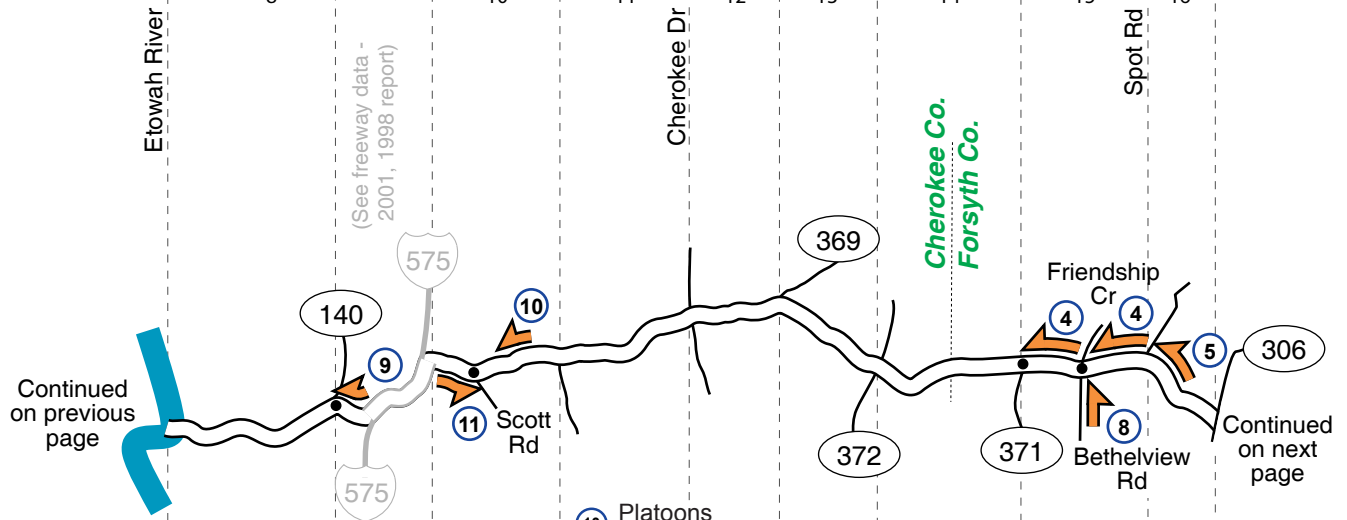 Etowah River
(See freeway data -
2001, 1998 report)
Cherokee Dr
Spot Rd
Cherokee Co.
Forsyth Co.
575
369
140
9
10
11
Scott
Rd
575
Continued
on previous
page
372
371
Friendship
Cr
4
4
5
306
8
Bethelview
Rd
Continued
on next
page
Platoons